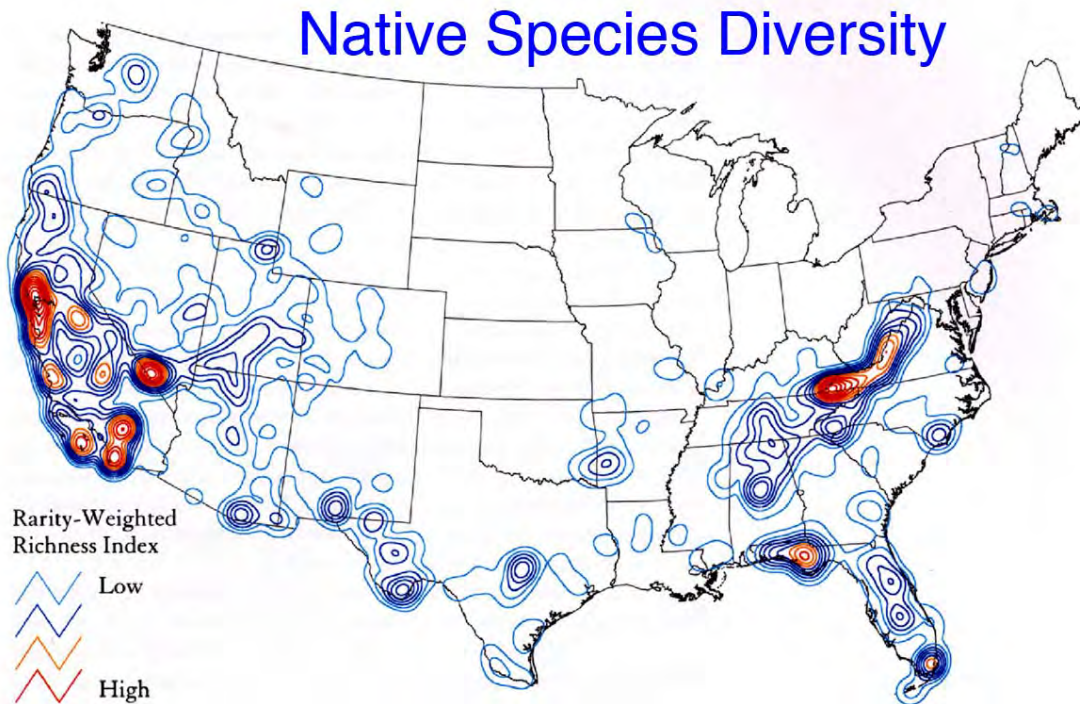 Native Species Diversity
Rarity-Weighted
Richness Index
Low
High